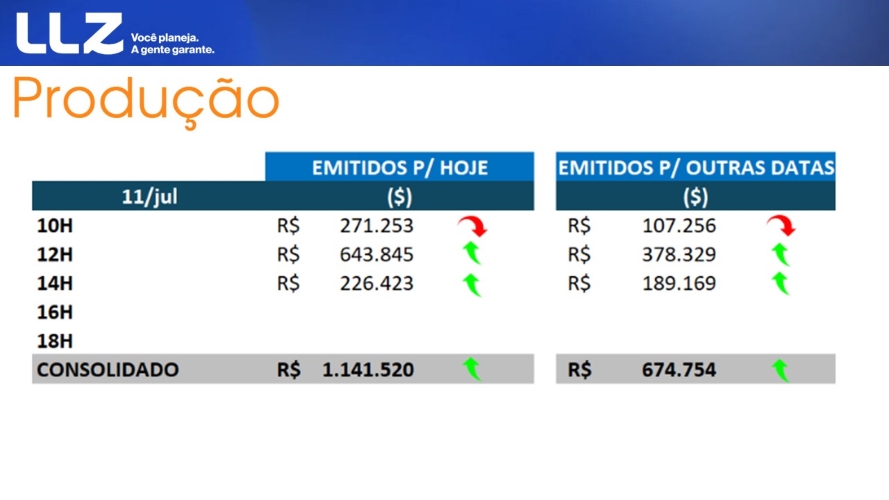 LLZ Você planeja.
A gente garante.
Produção
EMITIDOS P/ HOJE EMITIDOS P/ OUTRAS DATAS
11/jul ($) ($)
10H R$ 271.253 R$ 107.256
12H R$ 643.845 R$ 378.329
14H R$ 226.423 R$ 189.169
16H
18H
CONSOLIDADO R$ 1.141.520 R$ 674.754